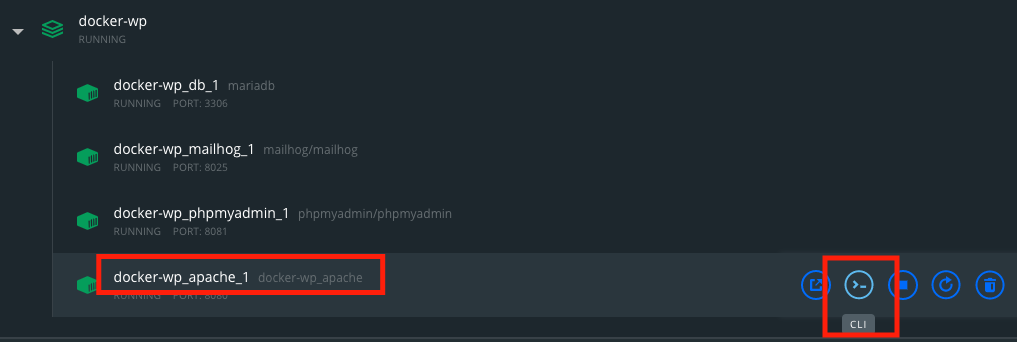 docker-wp
RUNNING
docker-wp_db_1 mariadb
RUNNING PORT: 3306
docker-wp_mailhog_1 mailhog/mailhog
RUNNING PORT: 8025
docker-wp_phpmyadmin_1 phpmyadmin/phpmyadmin
RUNNING PORT: 8081
docker-wp_apache_1 docker-wp_apache
RUNNING PORT: 8080
CLI